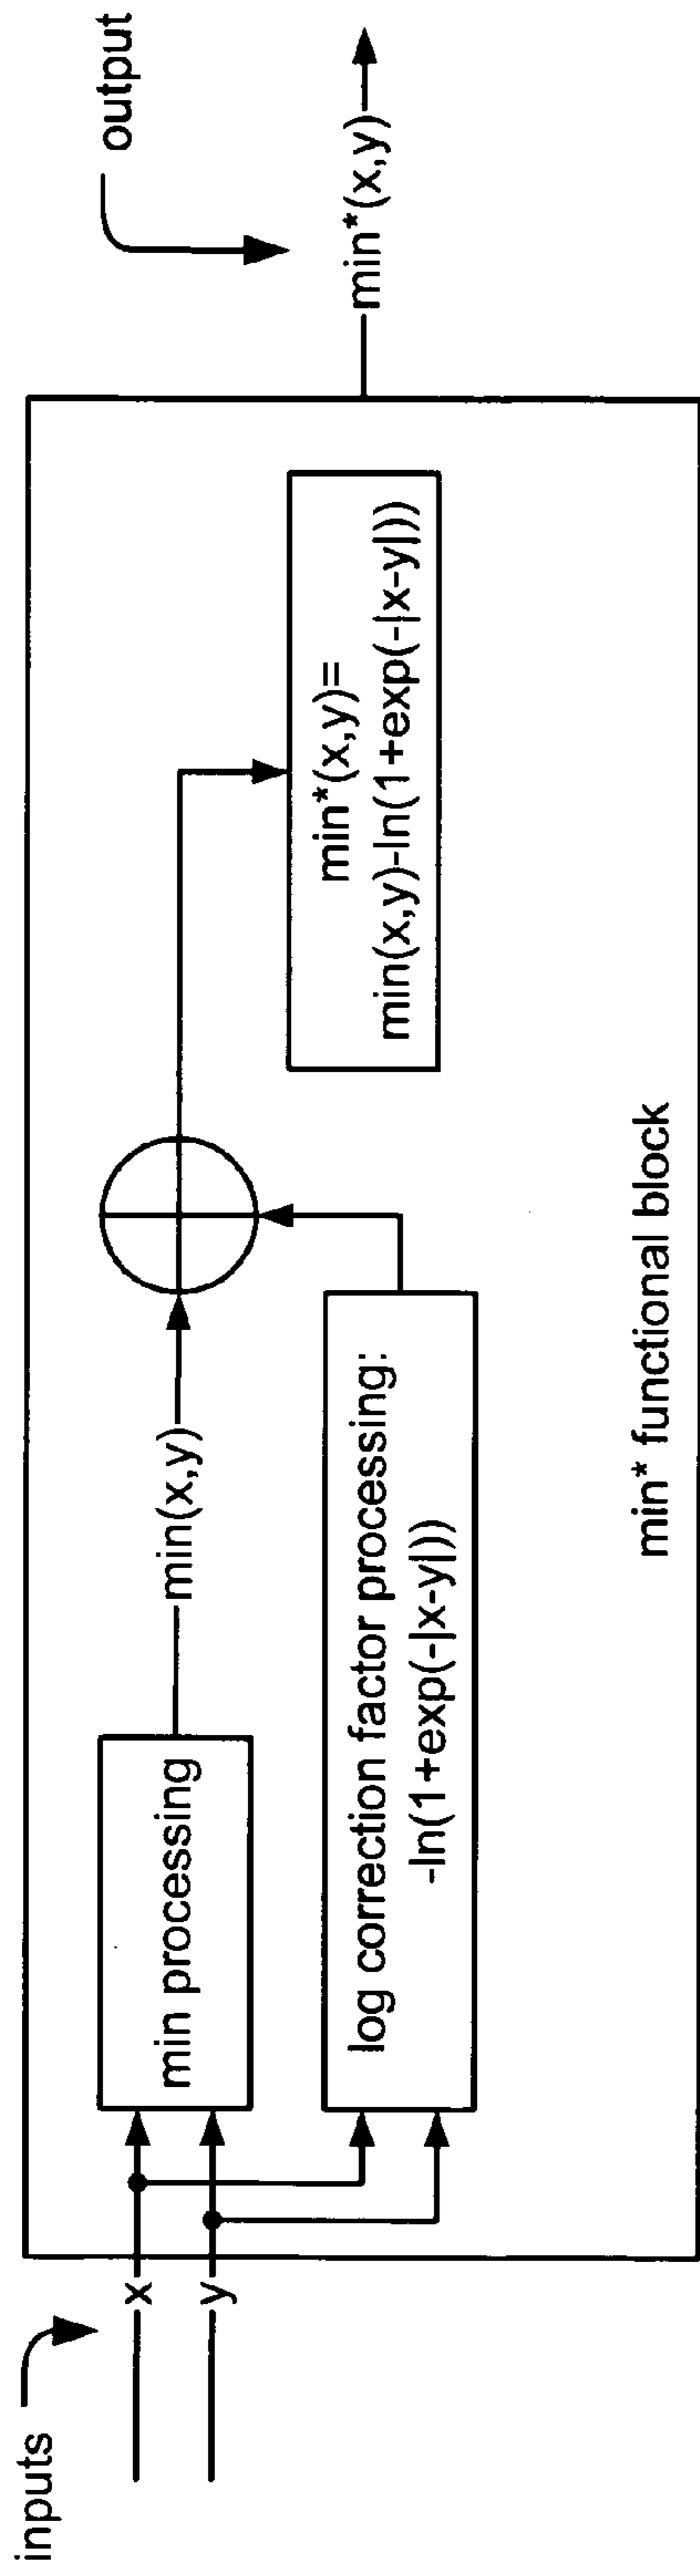 inputs
x
y
min processing
min(x,y)
log correction factor processing:
-ln(1+exp(-|x-y|))
min*(x,y)=
min(x,y)-ln(1+exp(-|x-y|))
min* functional block
min*(x,y)
output